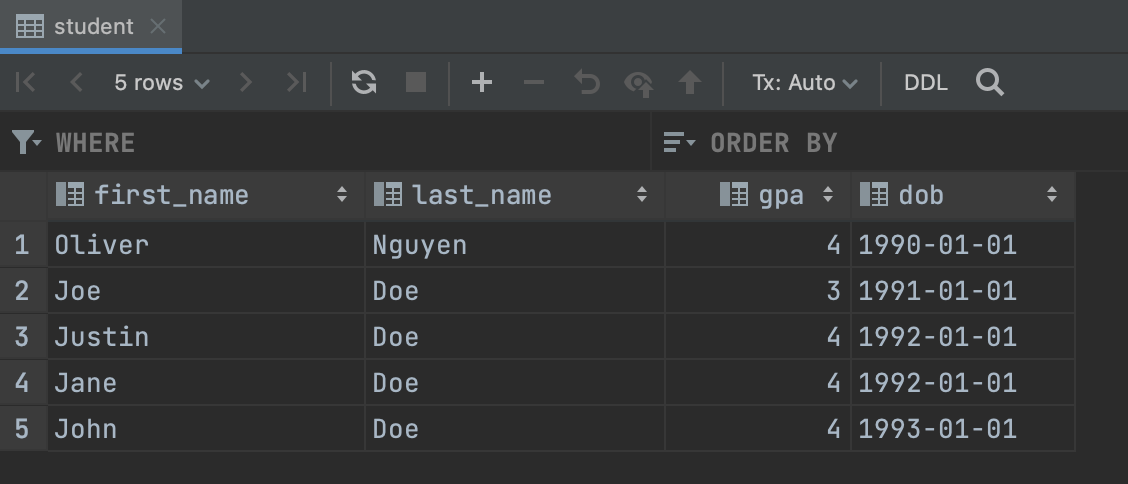 student
5 rows Tx: Auto DDL
WHERE ORDER BY
first_name last_name gpa dob
1 Oliver Nguyen 4 1990-01-01
2 Joe Doe 3 1991-01-01
3 Justin Doe 4 1992-01-01
4 Jane Doe 4 1992-01-01
5 John Doe 4 1993-01-01